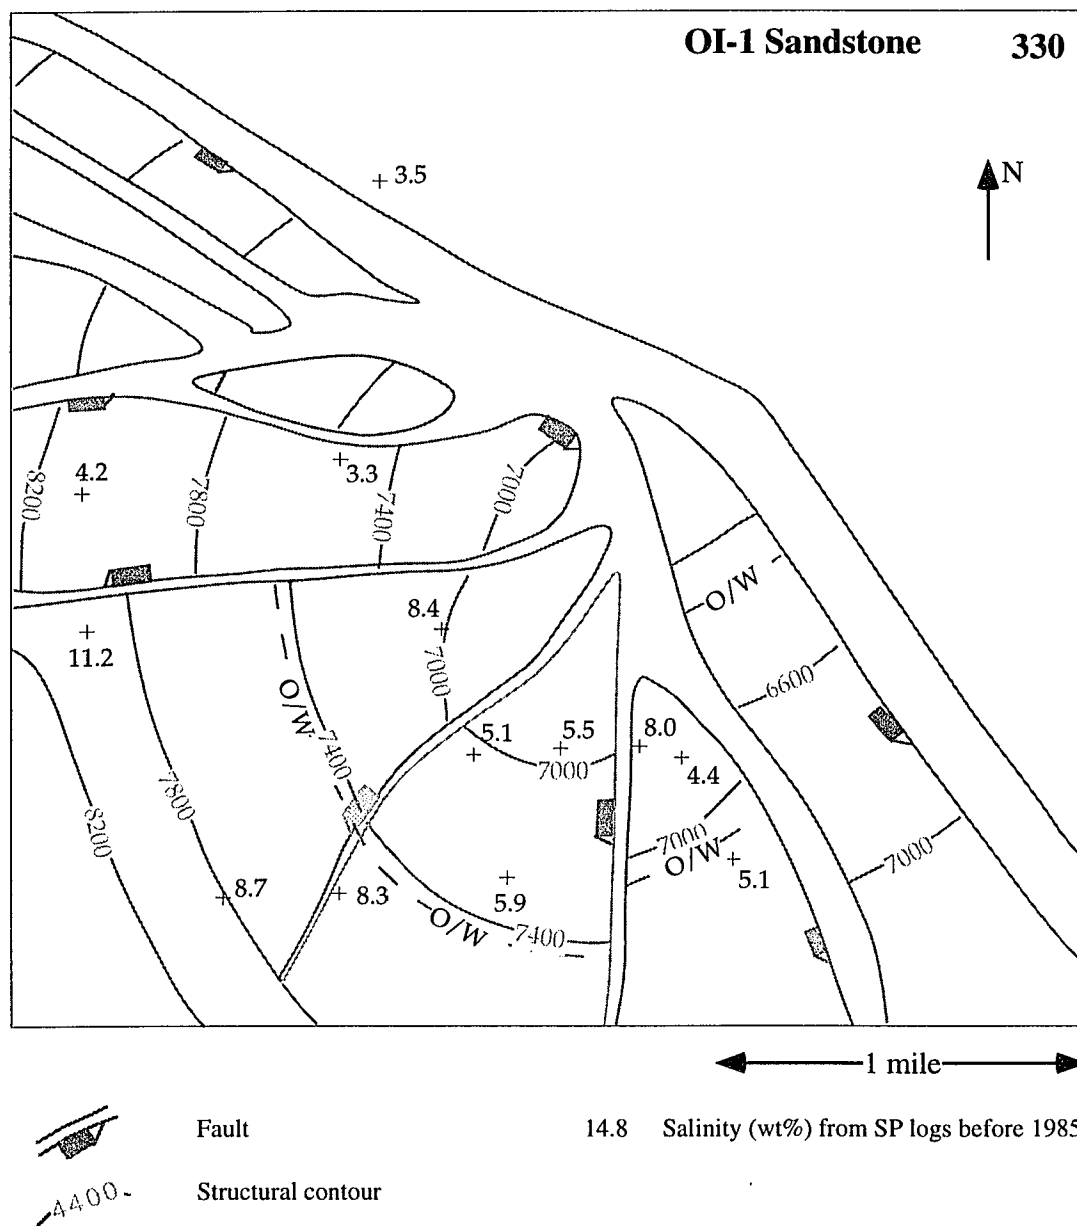 OI-1 Sandstone 330
N
3.5
8200
4.2
7800
3.3
7400
7000
O/W
11.2
8.4
7000
6600
O/W
7400
5.1
5.5
8.0
7000
4.4
7800
8200
7000
O/W
5.1
7000
8.7
8.3
5.9
O/W
7400
1 mile
Fault
14.8 Salinity (wt%) from SP logs before 1985
4400
Structural contour